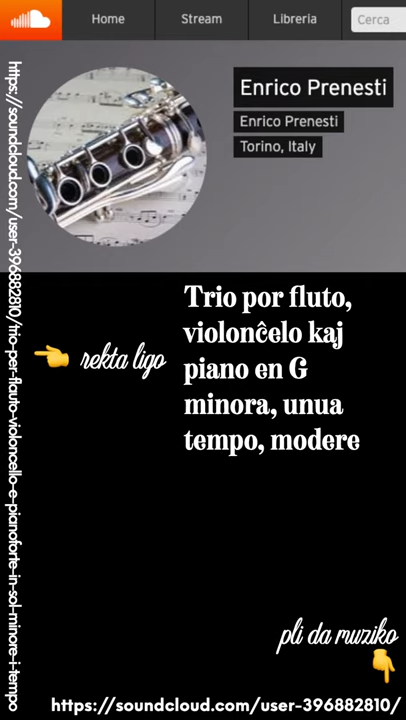 Home
Stream
Libreria
Cerca
Enrico Prenesti
Enrico Prenesti
Torino, Italy
https://soundcloud.com/user-396882810/trio-per-flauto-violoncello-e-pianoforte-in-sol-minore-i-tempo
Trio por fluto,
violonĉelo kaj
piano en G
minora, unua
tempo, modere
rekta ligo
pli da muziko
https://soundcloud.com/user-396882810/